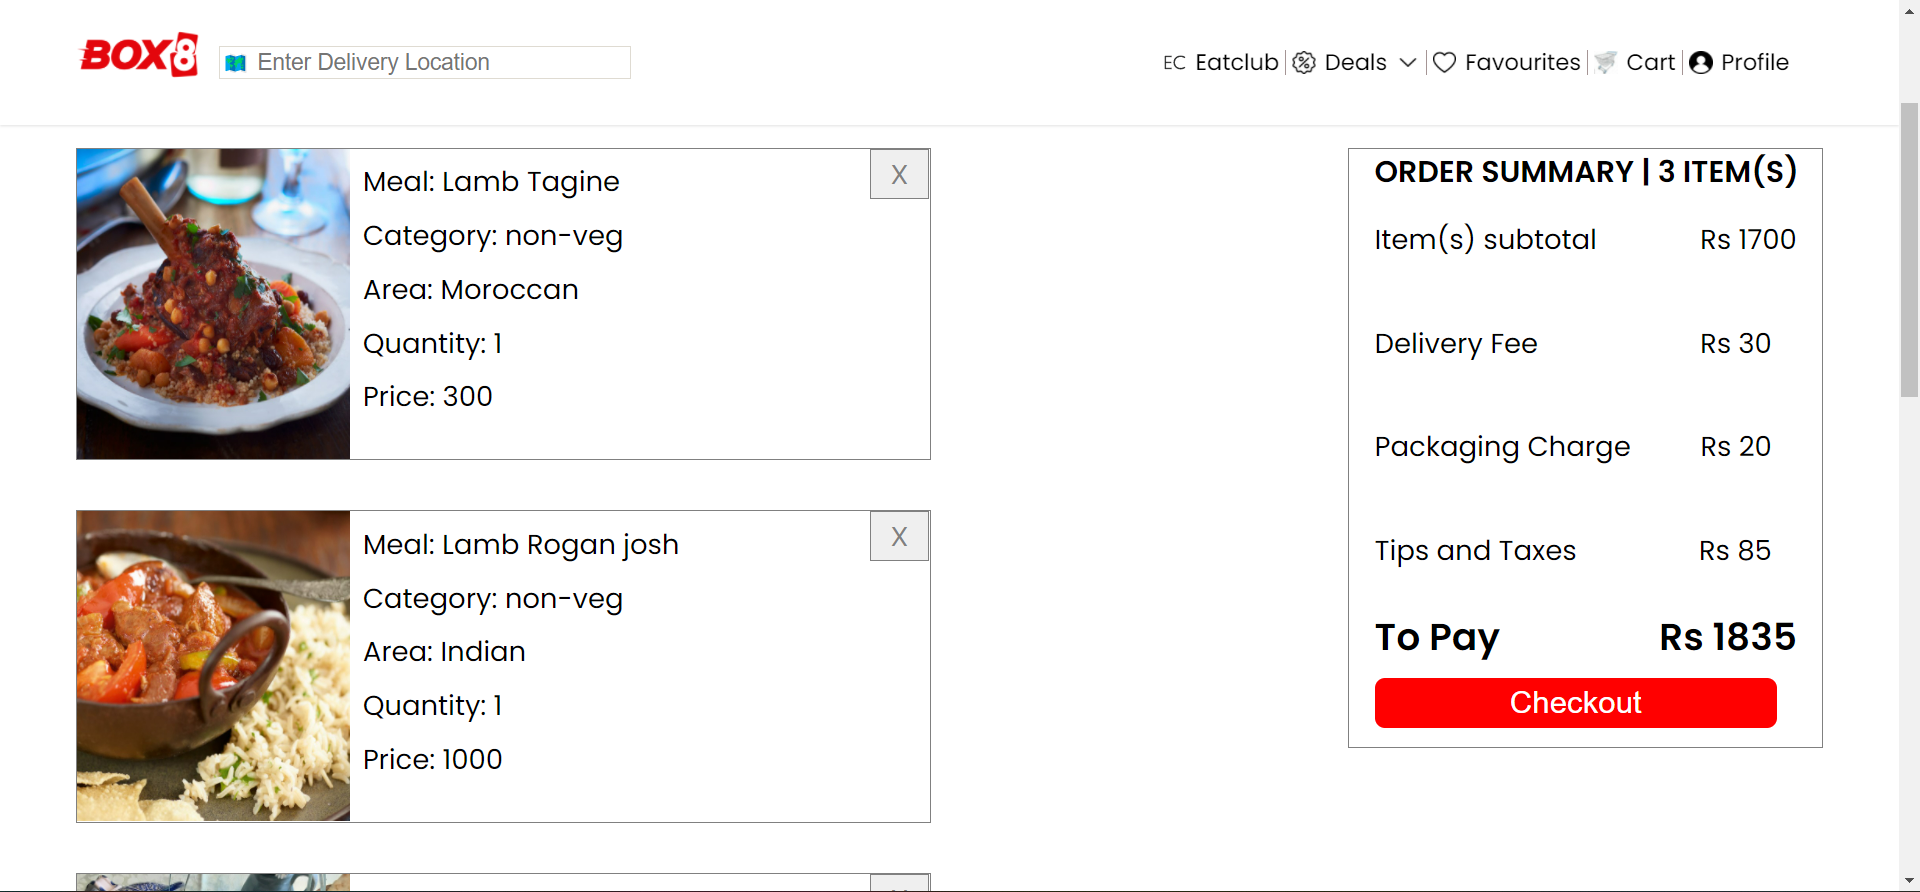 BOX8
Enter Delivery Location
EC Eatclub
Deals
Favourites
Cart
Profile
Meal: Lamb Tagine
X
Category: non-veg
Area: Moroccan
Quantity: 1
Price: 300
Meal: Lamb Rogan josh
X
Category: non-veg
Area: Indian
Quantity: 1
Price: 1000
ORDER SUMMARY | 3 ITEM(S)
Item(s) subtotal Rs 1700
Delivery Fee Rs 30
Packaging Charge Rs 20
Tips and Taxes Rs 85
To Pay Rs 1835
Checkout